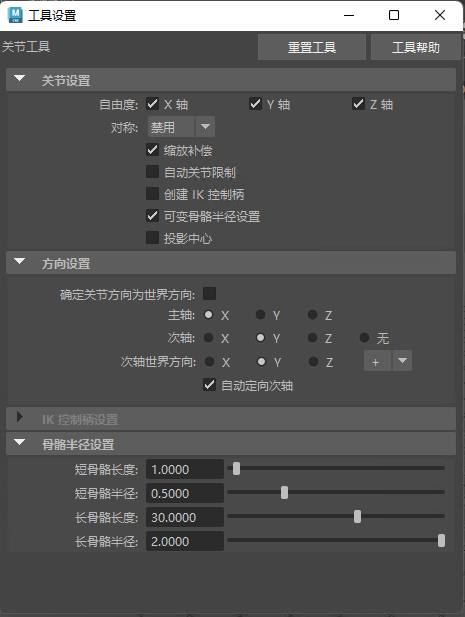 工具设置
关节工具 重置工具 工具帮助
关节设置
自由度: X 轴 Y 轴 Z 轴
对称: 禁用
缩放补偿
自动关节限制
创建 IK 控制柄
可变骨骼半径设置
投影中心
方向设置
确定关节方向为世界方向:
主轴: X Y Z
次轴: X Y Z 无
次轴世界方向: X Y Z +
自动定向次轴
IK 控制柄设置
骨骼半径设置
短骨骼长度: 1.0000
短骨骼半径: 0.5000
长骨骼长度: 30.0000
长骨骼半径: 2.0000